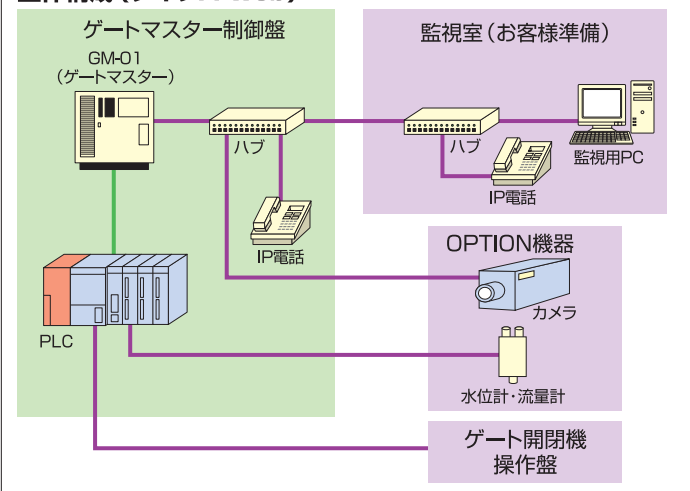 ゲートマスター制御盤
GM-01
(ゲートマスター)
ハブ
IP電話
PLC
監視室(お客様準備)
ハブ
IP電話
監視用PC
OPTION機器
カメラ
水位計・流量計
ゲート開閉機
操作盤